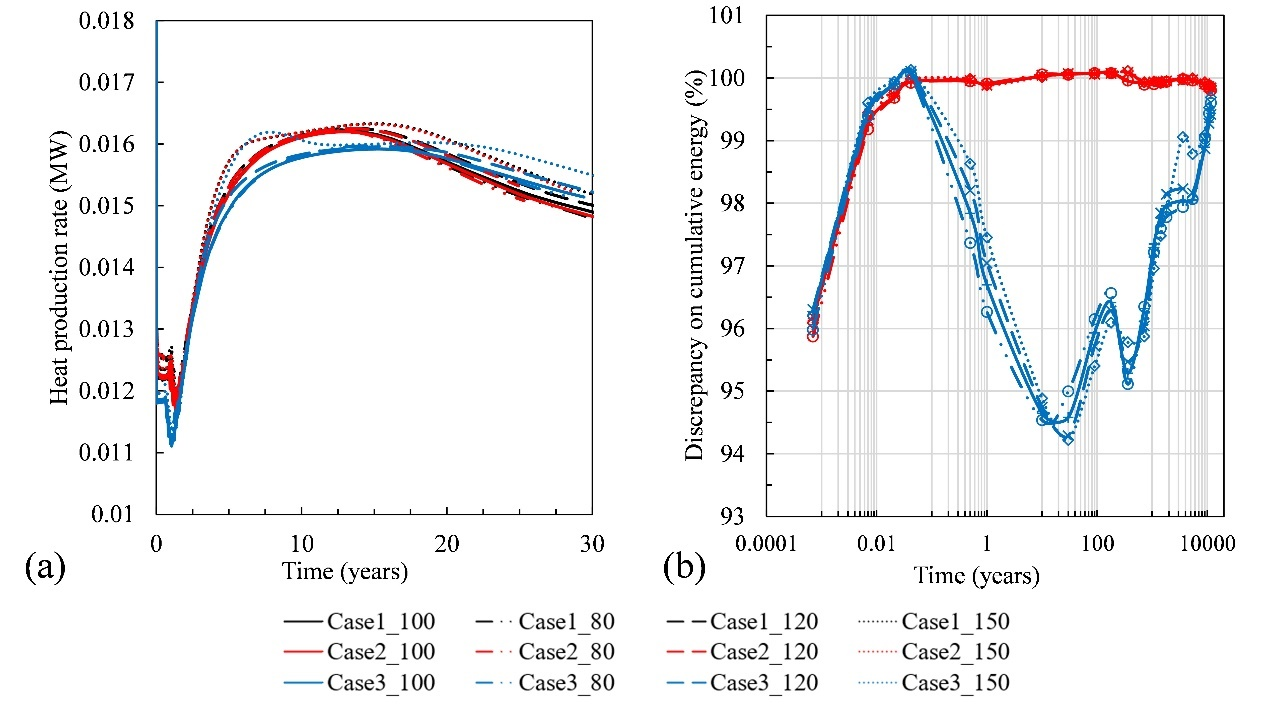 0.018
0.017
0.016
0.015
0.014
0.013
0.012
0.011
0.01
Heat production rate (MW)
0 10 20 30
Time (years)
(a)
101
100
99
98
97
96
95
94
93
Discrepancy on cumulative energy (%)
0.0001 0.01 1 100 10000
Time (years)
(b)
Case1_100 Case1_80 Case1_120 Case1_150
Case2_100 Case2_80 Case2_120 Case2_150
Case3_100 Case3_80 Case3_120 Case3_150